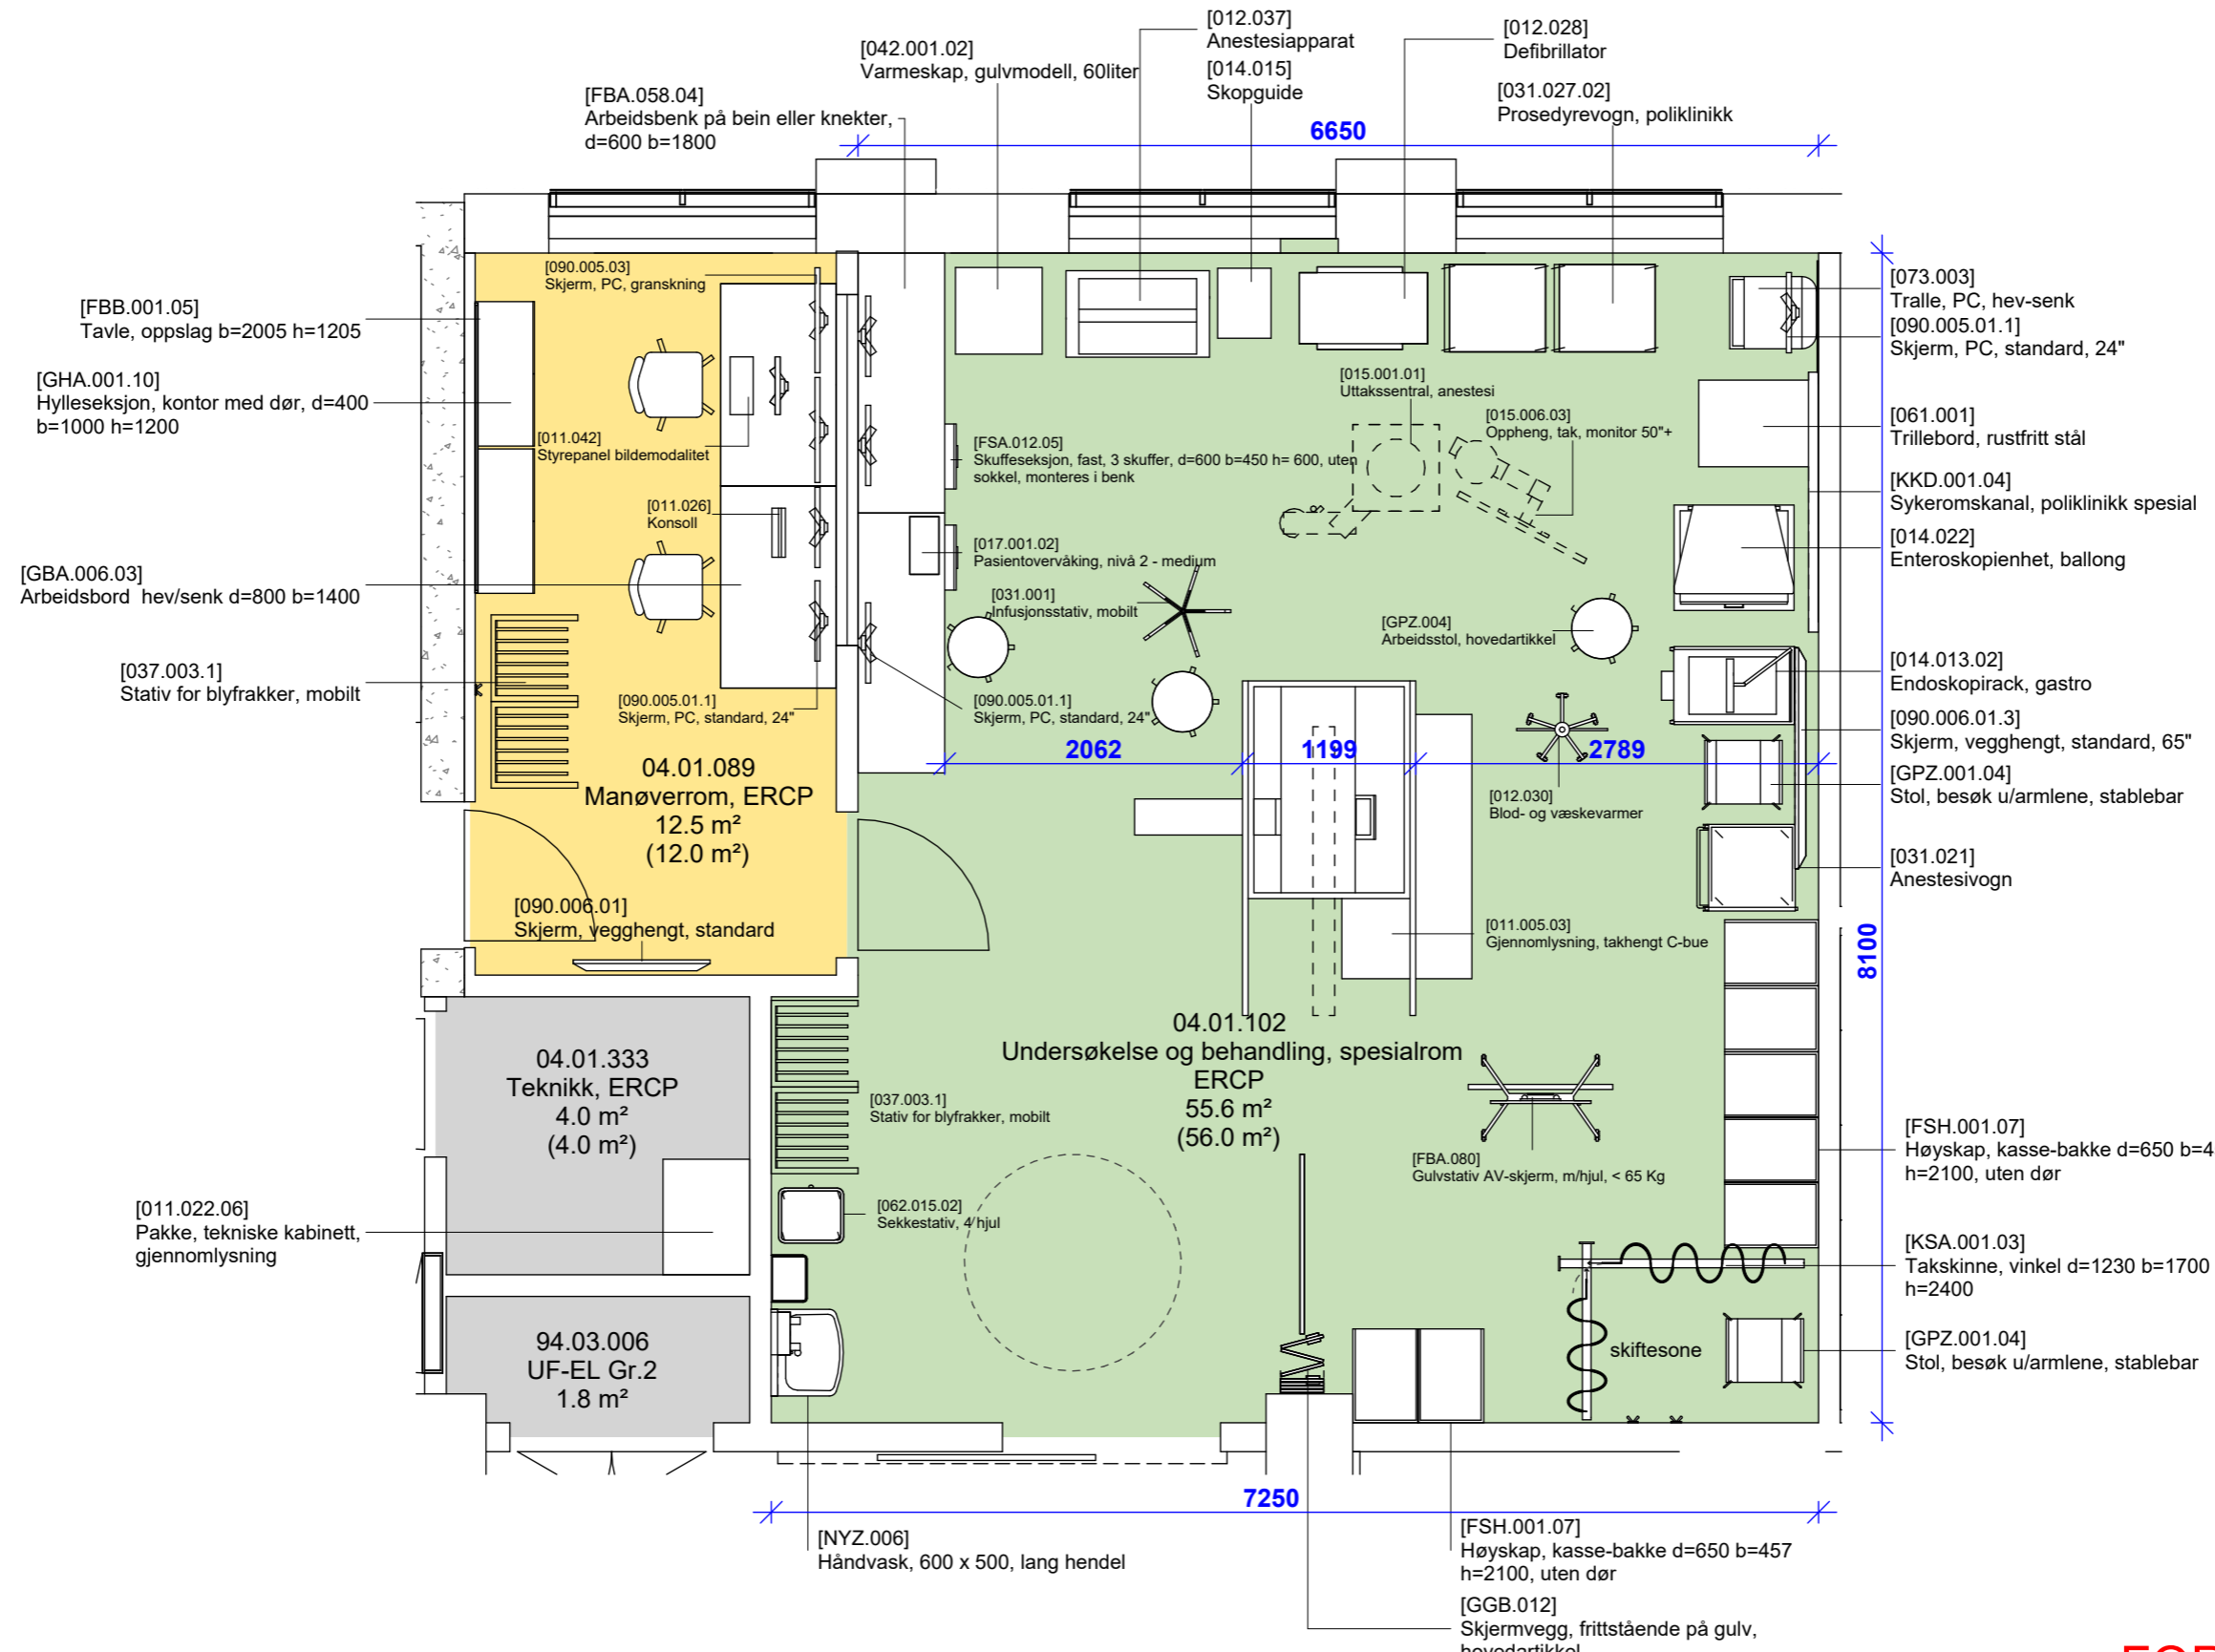 [012.037]
Anestesiapparat
[014.015]
Skopguide
[012.028]
Defibrillator
[042.001.02]
Varmeskap, gulvmodell, 60liter
[031.027.02]
Prosedyrevogn, poliklinikk
[FBA.058.04]
Arbeidsbenk på bein eller knekter,
d=600 b=1800
6650
[090.005.03]
Skjerm, PC, granskning
[FBB.001.05]
Tavle, oppslag b=2005 h=1205
[GHA.001.10]
Hylleseksjon, kontor med dør, d=400
b=1000 h=1200
[011.042]
Styrepanel bildemodalitet
[011.026]
Konsoll
[GBA.006.03]
Arbeidsbord hev/senk d=800 b=1400
[037.003.1]
Stativ for blyfrakker, mobilt
[090.005.01.1]
Skjerm, PC, standard, 24"
04.01.089
Manøverrom, ERCP
12.5 m²
(12.0 m²)
[090.006.01]
Skjerm, vegghengt, standard
[073.003]
Tralle, PC, hev-senk
[090.005.01.1]
Skjerm, PC, standard, 24"
[015.001.01]
Uttakssentral, anestesi
[015.006.03]
Oppheng, tak, monitor 50"+
[061.001]
Trillebord, rustfritt stål
[FSA.012.05]
Skuffeseksjon, fast, 3 skuffer, d=600 b=450 h= 600, uten
sokkel, monteres i benk
[KKD.001.04]
Sykeromskanal, poliklinikk spesial
[014.022]
Enteroskopienhet, ballong
[017.001.02]
Pasientovervåking, nivå 2 - medium
[031.001]
Infusjonsstativ, mobilt
[GPZ.004]
Arbeidsstol, hovedartikkel
[014.013.02]
Endoskopirack, gastro
[090.005.01.1]
Skjerm, PC, standard, 24"
[090.006.01.3]
Skjerm, vegghengt, standard, 65"
2062
1199
2789
[GPZ.001.04]
Stol, besøk u/armlene, stablebar
[012.030]
Blod- og væskevarmer
[031.021]
Anestesivogn
[011.005.03]
Gjennomlysning, takhengt C-bue
8100
04.01.102
Undersøkelse og behandling, spesialrom
ERCP
55.6 m²
(56.0 m²)
04.01.333
Teknikk, ERCP
4.0 m²
(4.0 m²)
[037.003.1]
Stativ for blyfrakker, mobilt
[FBA.080]
Gulvstativ AV-skjerm, m/hjul, < 65 Kg
[FSH.001.07]
Høyskap, kasse-bakke d=650 b=4
h=2100, uten dør
[011.022.06]
Pakke, tekniske kabinett,
gjennomlysning
[062.015.02]
Sekkestativ, 4 hjul
[KSA.001.03]
Takskinne, vinkel d=1230 b=1700
h=2400
94.03.006
UF-EL Gr.2
1.8 m²
skiftesone
[GPZ.001.04]
Stol, besøk u/armlene, stablebar
7250
[NYZ.006]
Håndvask, 600 x 500, lang hendel
[FSH.001.07]
Høyskap, kasse-bakke d=650 b=457
h=2100, uten dør
[GGB.012]
Skjermvegg, frittstående på gulv,
hovedartikkel